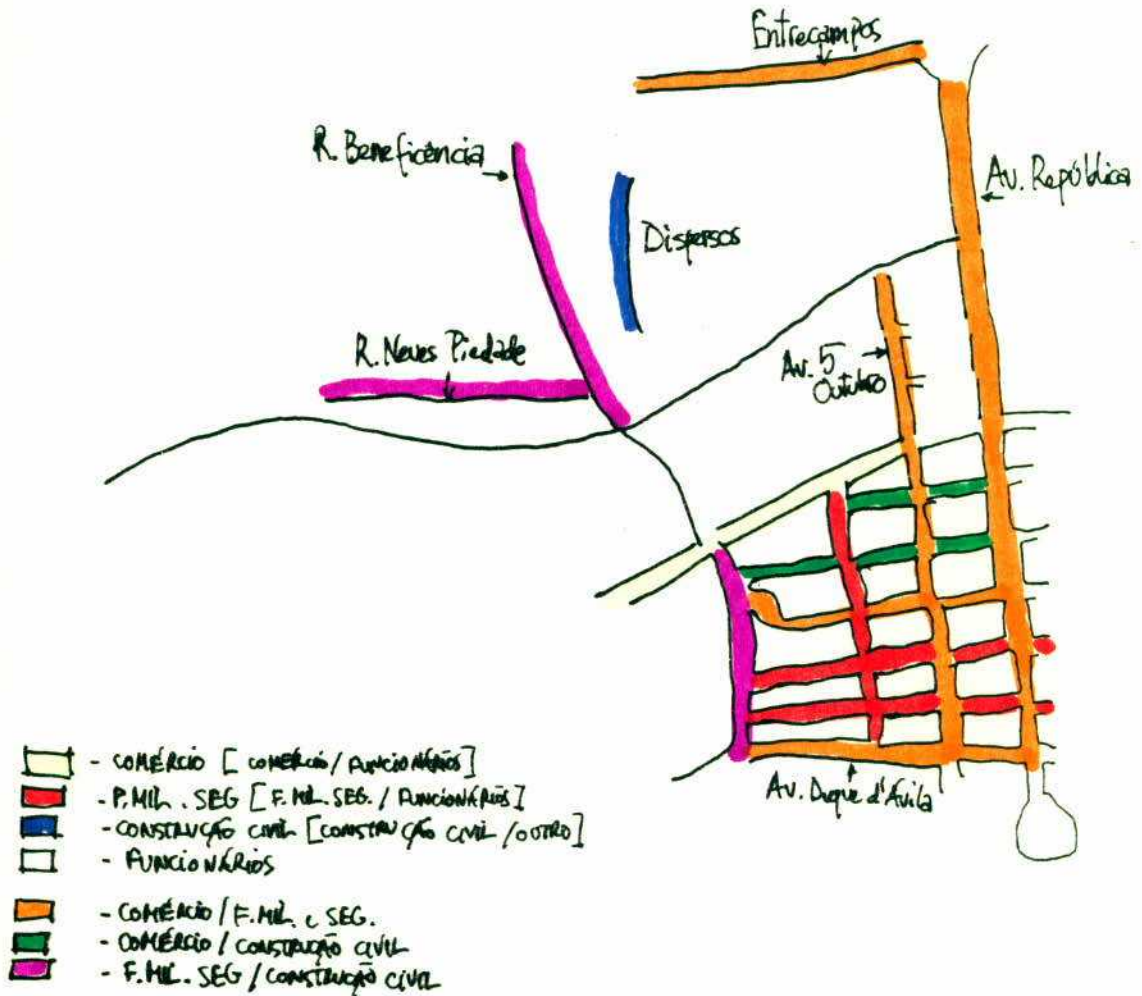 Entrecampos
R. Beneficência
Av. República
Dispersos
R. Neves Piedade
Av. 5
Outubro
Av. Duque d'Ávila
- COMÉRCIO [COMÉRCIO/FUNCIONÁRIOS]
- P.MIL. SEG [F.MIL. SEG. / FUNCIONÁRIOS]
- CONSTRUÇÃO CIVIL [CONSTRUÇÃO CIVIL/OUTRO]
- FUNCIONÁRIOS
- COMÉRCIO / F.MIL. e SEG.
- COMÉRCIO / CONSTRUÇÃO CIVIL
- F.MIL. SEG / CONSTRUÇÃO CIVIL